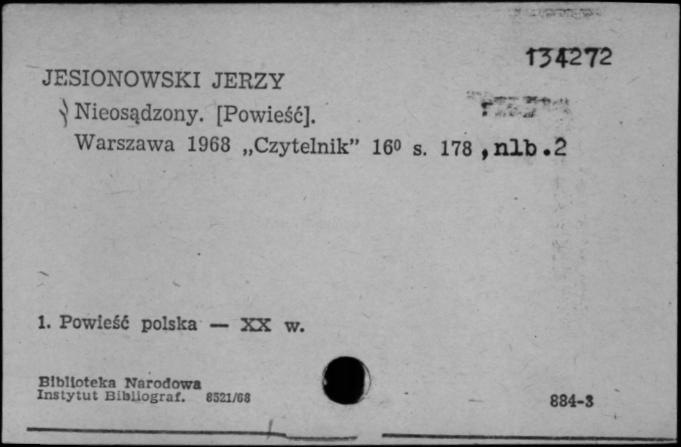 134272
JESIONOWSKI JERZY
Nieosądzony. [Powieść].
Warszawa 1968 „Czytelnik” 16⁰ s. 178 , nlb . 2
1. Powieść polska — XX w.
Biblioteka Narodowa
Instytut Bibliograf. 8521/68
884-3